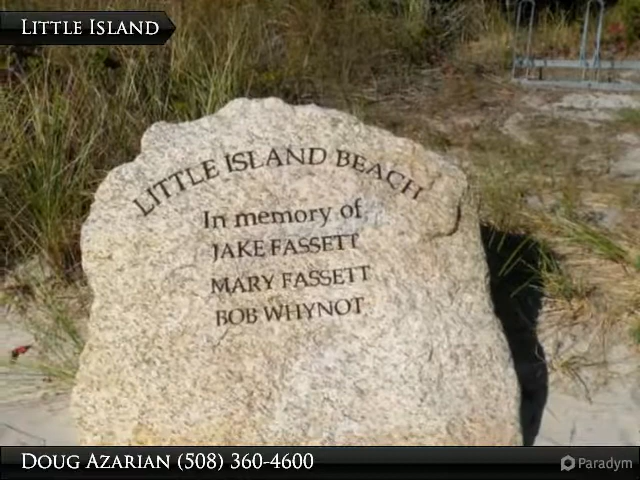 Little Island
LITTLE ISLAND BEACH
In memory of
JAKE FASSETT
MARY FASSETT
BOB WHYNOT
Doug Azarian (508) 360-4600
Paradym